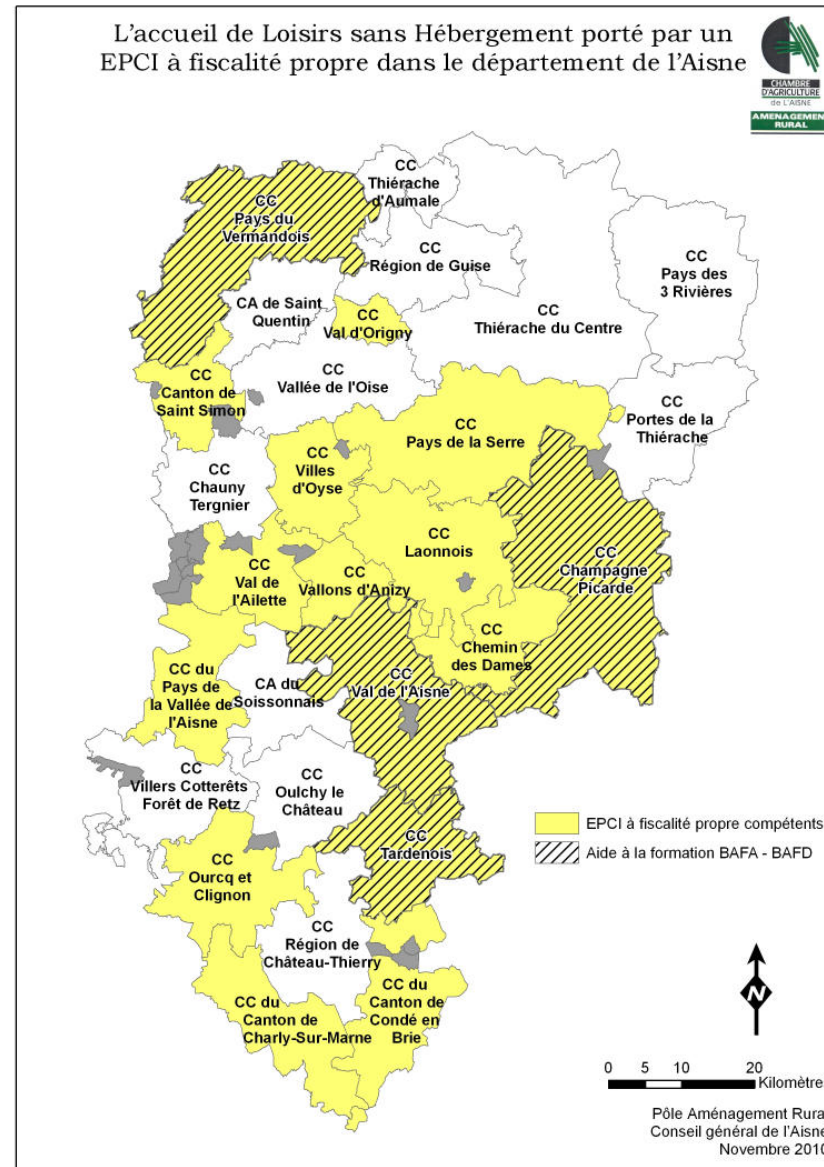 L'accueil de Loisirs sans Hébergement porté par un
EPCI à fiscalité propre dans le département de l'Aisne
CHAMBRE
D'AGRICULTURE
de L'AISNE
AMENAGEMENT
RURAL
CC
Thiérache
d'Aumale
CC
Pays du
Vermandois
CC
Région de Guise
CC
Pays des
3 Rivières
CA de Saint
Quentin
CC
Val d'Origny
CC
Thiérache du Centre
CC
Vallée de l'Oise
CC
Canton de
Saint Simon
CC
Portes de la
Thiérache
CC
Pays de la Serre
CC
Villes
d'Oyse
CC
Chauny
Tergnier
CC
Laonnois
CC
Champagne
Picarde
CC
Val de
l'Ailette
CC
Vallons d'Anizy
CC
Chemin
des Dames
CC du
Pays de
la Vallée de
l'Aisne
CA du
Soissonnais
CC
Val de l'Aisne
CC
Villers Cotterêts
Forêt de Retz
CC
Oulchy le
Château
EPCI à fiscalité propre compétents
Aide à la formation BAFA - BAFD
CC
Tardenois
CC
Ourcq et
Clignon
CC
Région de
Château-Thierry
CC du
Canton de
Condé en
Brie
CC du
Canton de
Charly-Sur-Marne
N
0 5 10 20
Kilomètres
Pôle Aménagement Rural
Conseil général de l'Aisne
Novembre 2010